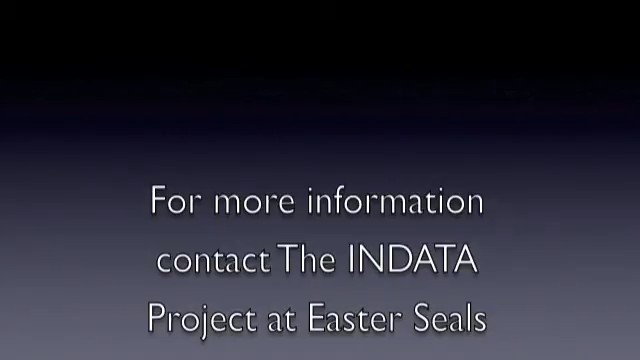 For more information
contact The INDATA
Project at Easter Seals